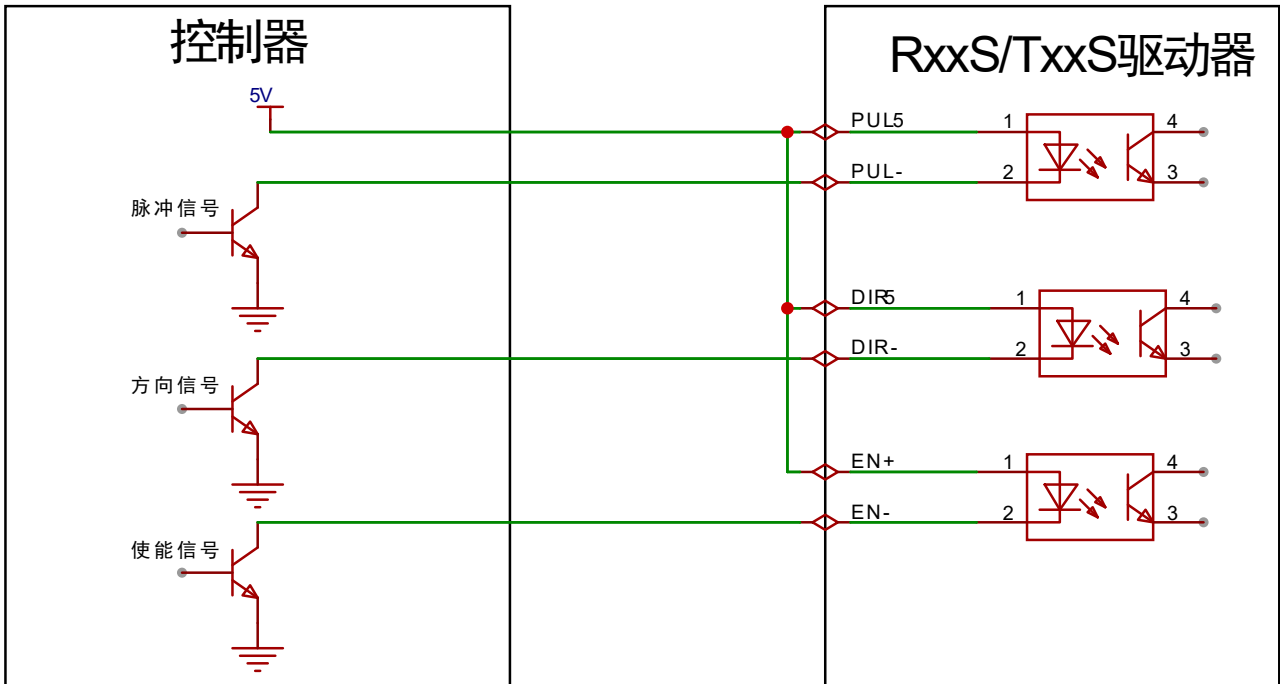 控制器
RxxS/TxxS驱动器
5V
PUL5
1
4
PUL-
2
3
脉冲信号
DIR5
1
4
DIR-
2
3
方向信号
EN+
1
4
EN-
2
3
使能信号